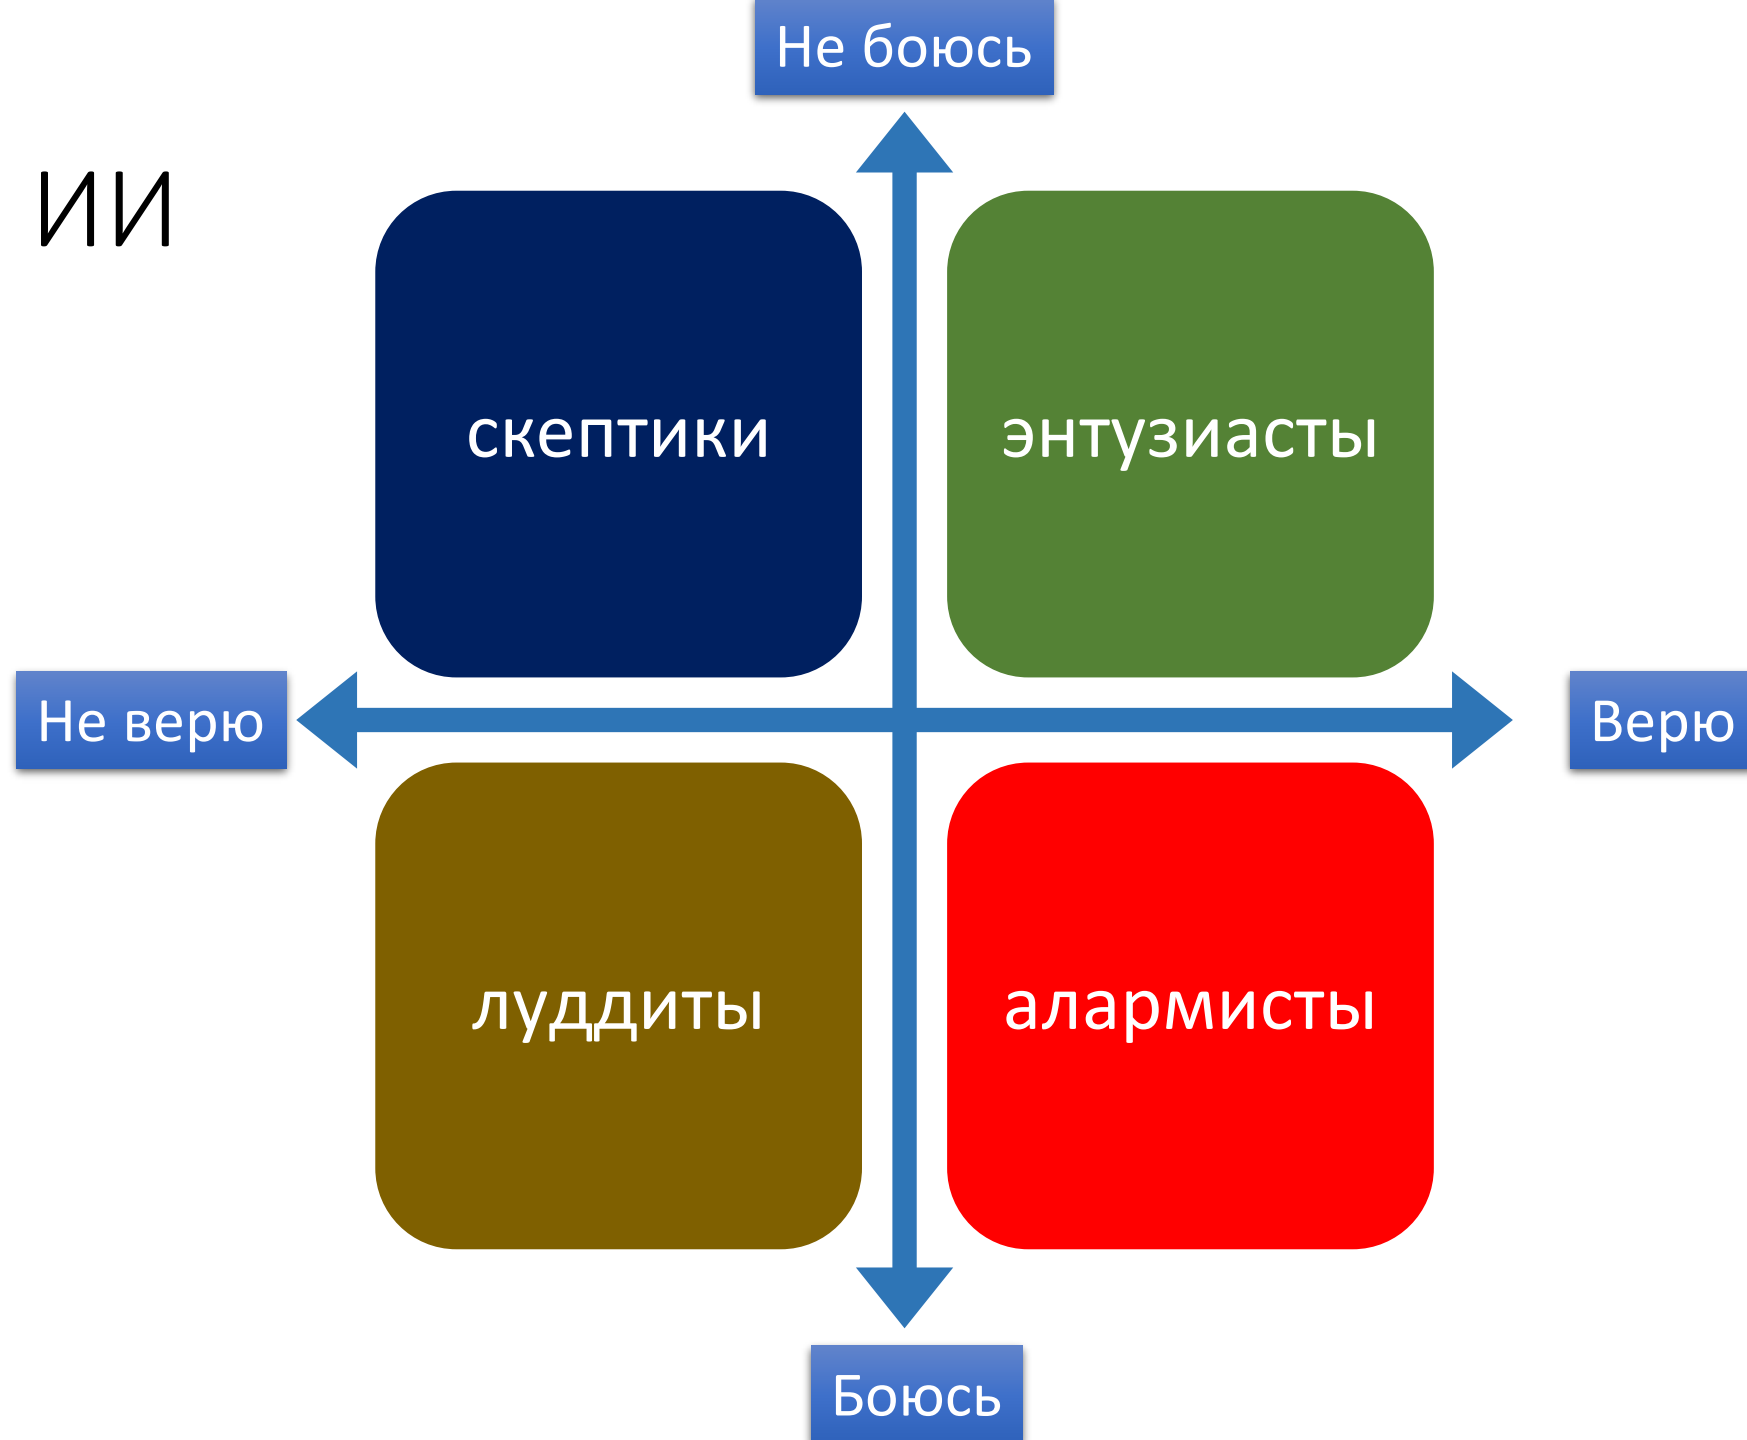 Не боюсь
ИИ
скептики
энтузиасты
Не верю
Верю
луддиты
алармисты
Боюсь